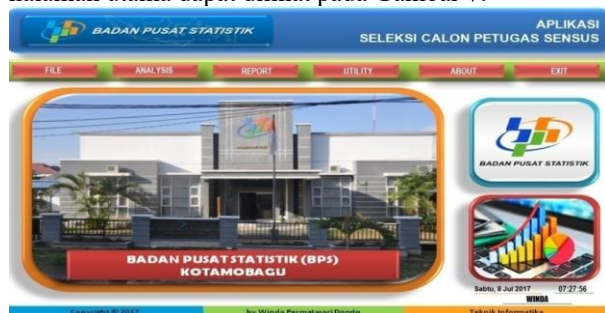 BADAN PUSAT STATISTIK
APLIKASI
SELEKSI CALON PETUGAS SENSUS
FILE ANALYSIS REPORT UTILITY ABOUT EXIT
BADAN PUSAT STATISTIK
BADAN PUSAT STATISTIK (BPS)
KOTAMOBAGU
Sabtu, 8 Jul 2017 07:27:56
WINDA
Copyright © 2017 by Winda Permatasari Dondo Teknik Informatika